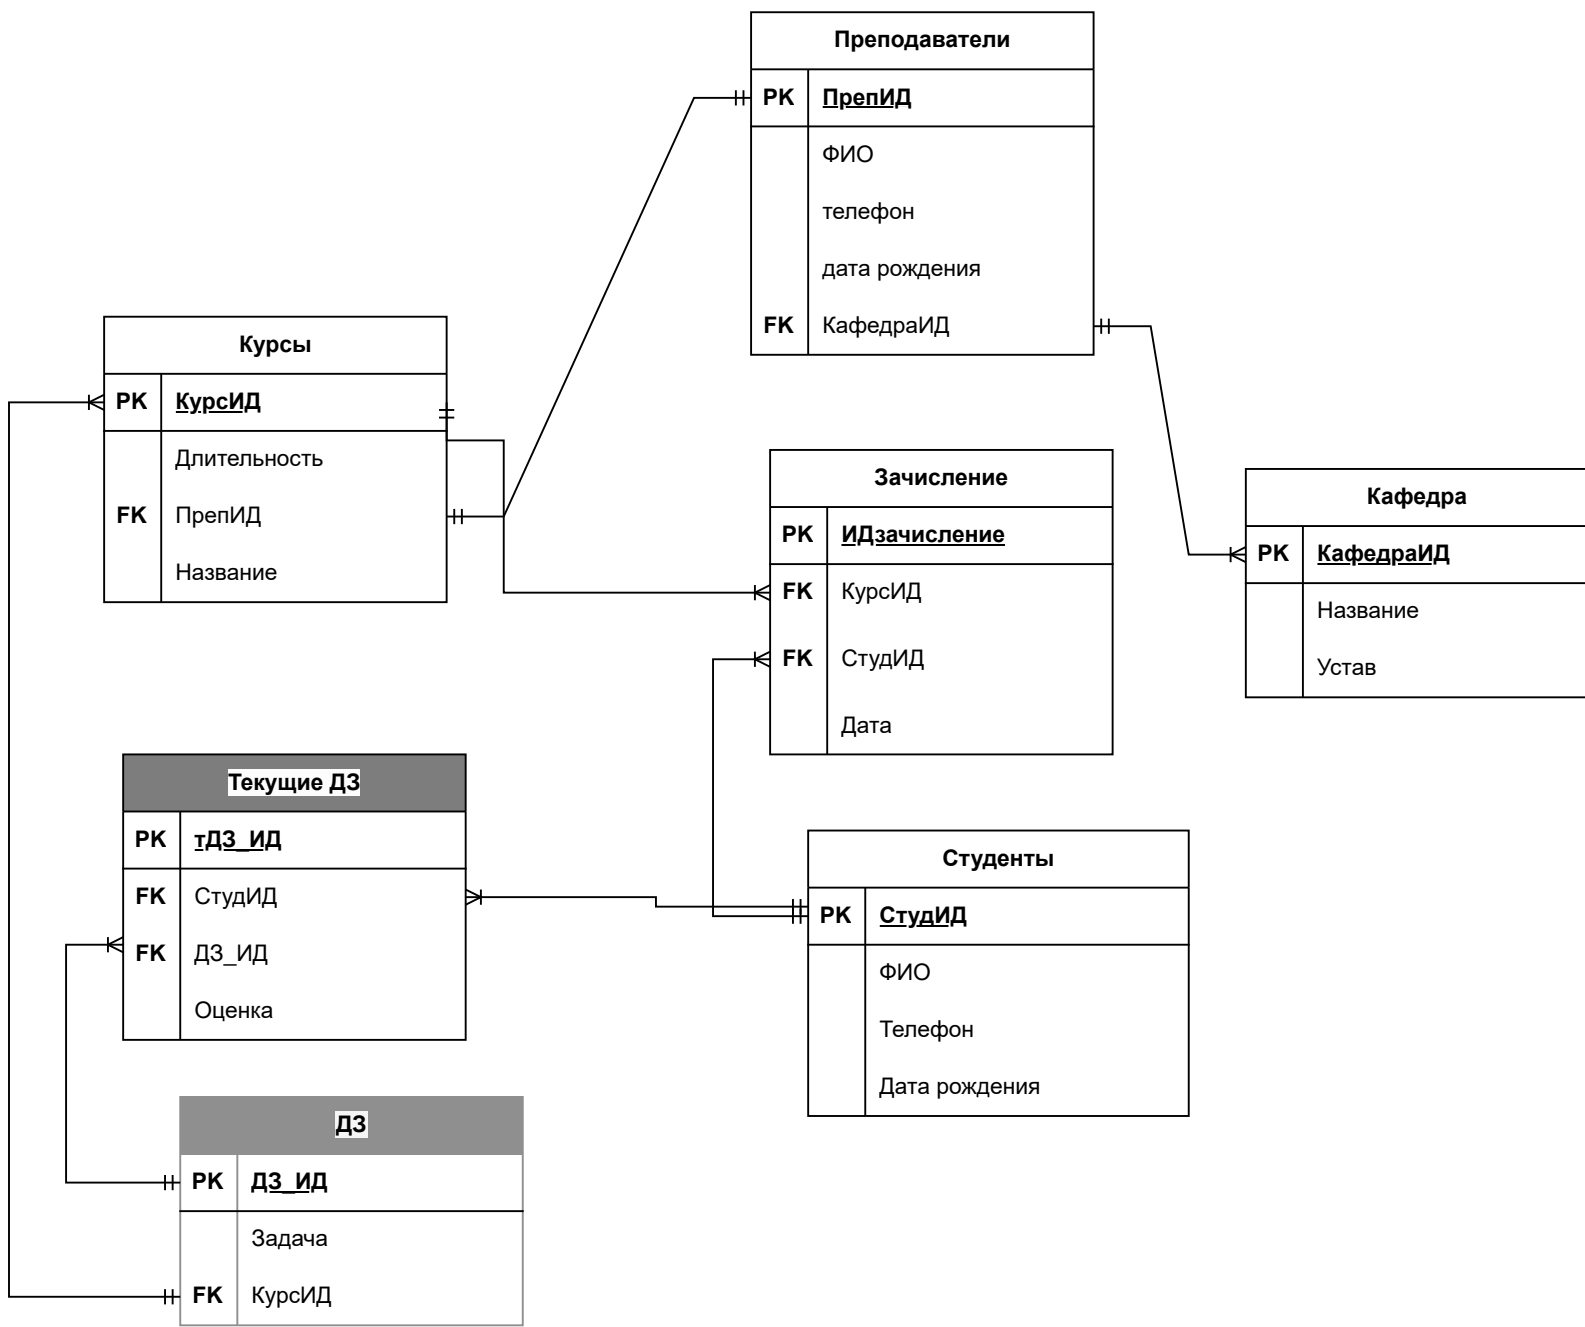 Преподаватели
PK ПрепИД
ФИО
телефон
дата рождения
FK КафедраИД
Курсы
PK КурсИД
Длительность
FK ПрепИД
Название
Зачисление
PK ИДзачисление
FK КурсИД
FK СтудИД
Дата
Кафедра
PK КафедраИД
Название
Устав
Текущие ДЗ
PK тДЗ_ИД
FK СтудИД
FK ДЗ_ИД
Оценка
Студенты
PK СтудИД
ФИО
Телефон
Дата рождения
ДЗ
PK ДЗ_ИД
Задача
FK КурсИД